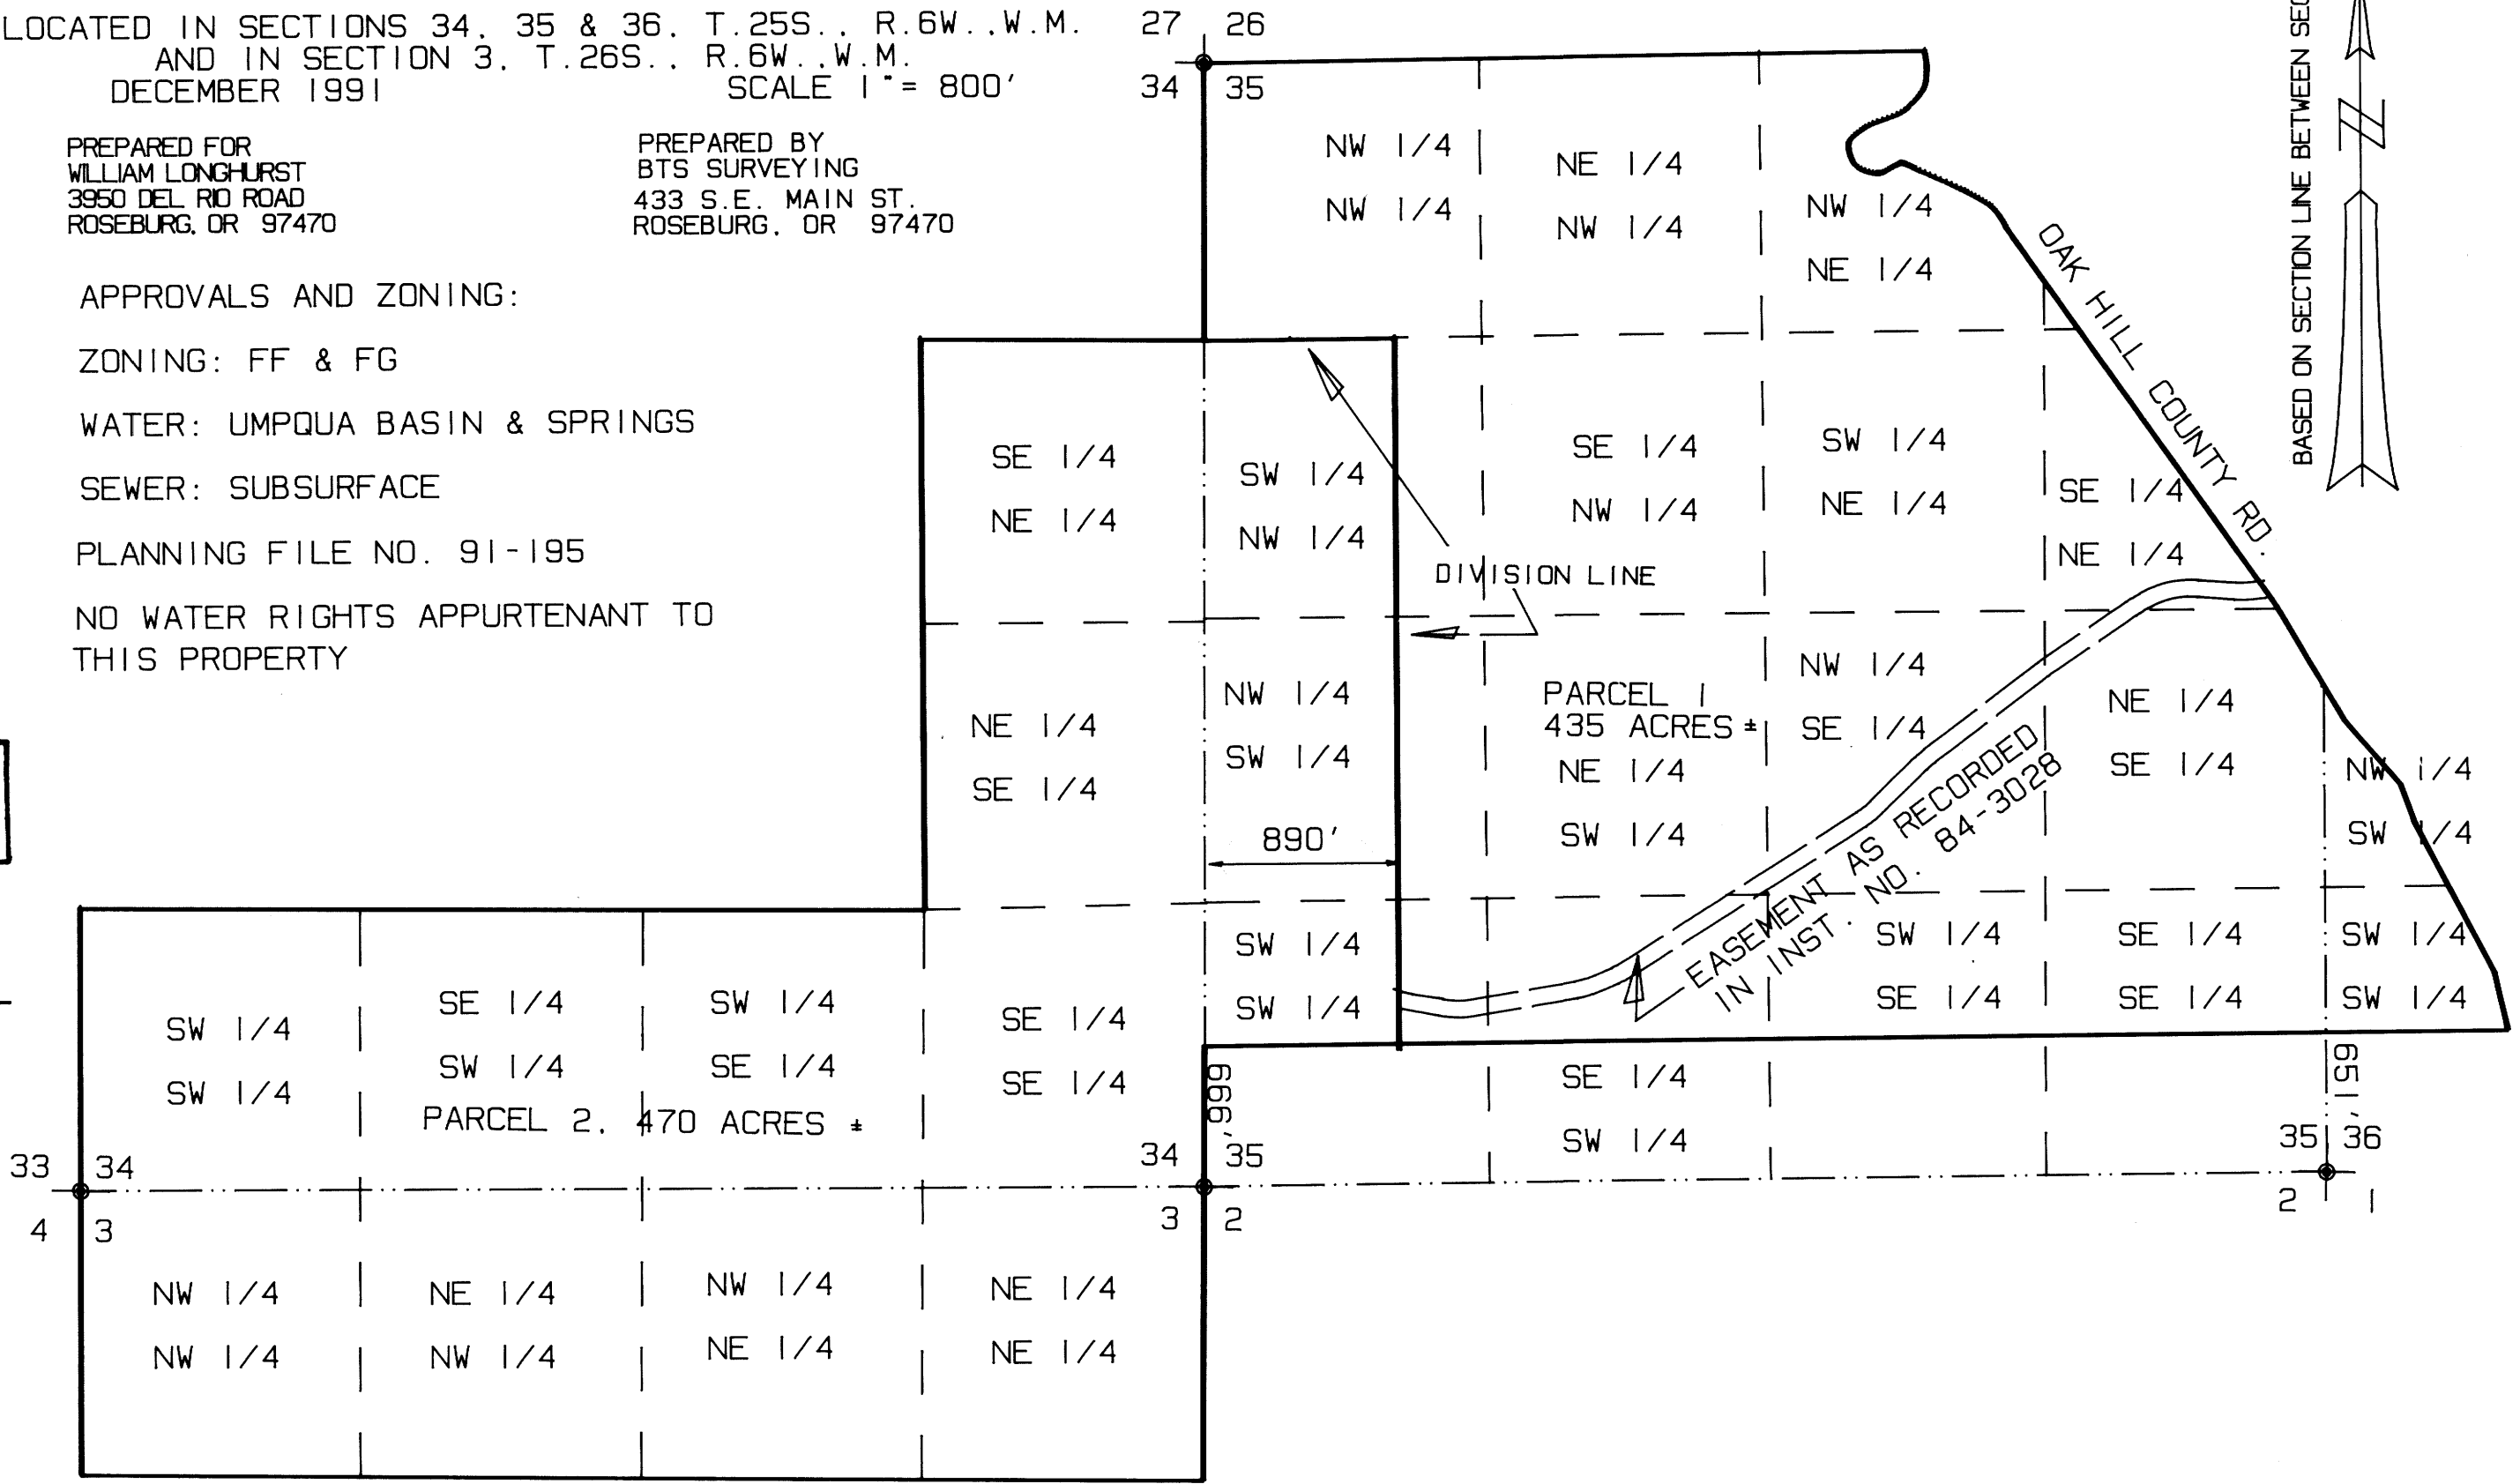 LOCATED IN SECTIONS 34, 35 & 36, T.25S., R.6W., W.M.
AND IN SECTION 3, T.26S., R.6W., W.M.
DECEMBER 1991
SCALE 1"= 800'
PREPARED FOR
WILLIAM LONGHURST
3950 DEL RIO ROAD
ROSEBURG, OR 97470
PREPARED BY
BTS SURVEYING
433 S.E. MAIN ST.
ROSEBURG, OR 97470
APPROVALS AND ZONING:
ZONING: FF & FG
WATER: UMPQUA BASIN & SPRINGS
SEWER: SUBSURFACE
PLANNING FILE NO. 91-195
NO WATER RIGHTS APPURTENANT TO
THIS PROPERTY
27 26
34 35
NW 1/4
NW 1/4
NE 1/4
NW 1/4
NW 1/4
NE 1/4
OAK HILL COUNTY RD.
BASED ON SECTION LINE BETWEEN
N
SE 1/4
NE 1/4
SW 1/4
NW 1/4
SE 1/4
NW 1/4
SW 1/4
NE 1/4
SE 1/4
NE 1/4
DIVISION LINE
NE 1/4
SE 1/4
NW 1/4
SW 1/4
890'
PARCEL 1
435 ACRES ±
NE 1/4
SW 1/4
NW 1/4
SE 1/4
NE 1/4
SE 1/4
NW 1/4
SW 1/4
EASEMENT AS RECORDED
IN INST. NO. 84-3028
SW 1/4
SW 1/4
SE 1/4
SW 1/4
SW 1/4
SE 1/4
SE 1/4
SE 1/4
SW 1/4
SW 1/4
SE 1/4
SE 1/4
SW 1/4
SW 1/4
SE 1/4
SW 1/4
SW 1/4
SE 1/4
PARCEL 2, 470 ACRES ±
666'
651'
33 34
4 3
34 35
3 2
35 36
2 1
NW 1/4
NW 1/4
NE 1/4
NW 1/4
NW 1/4
NE 1/4
NE 1/4
NE 1/4